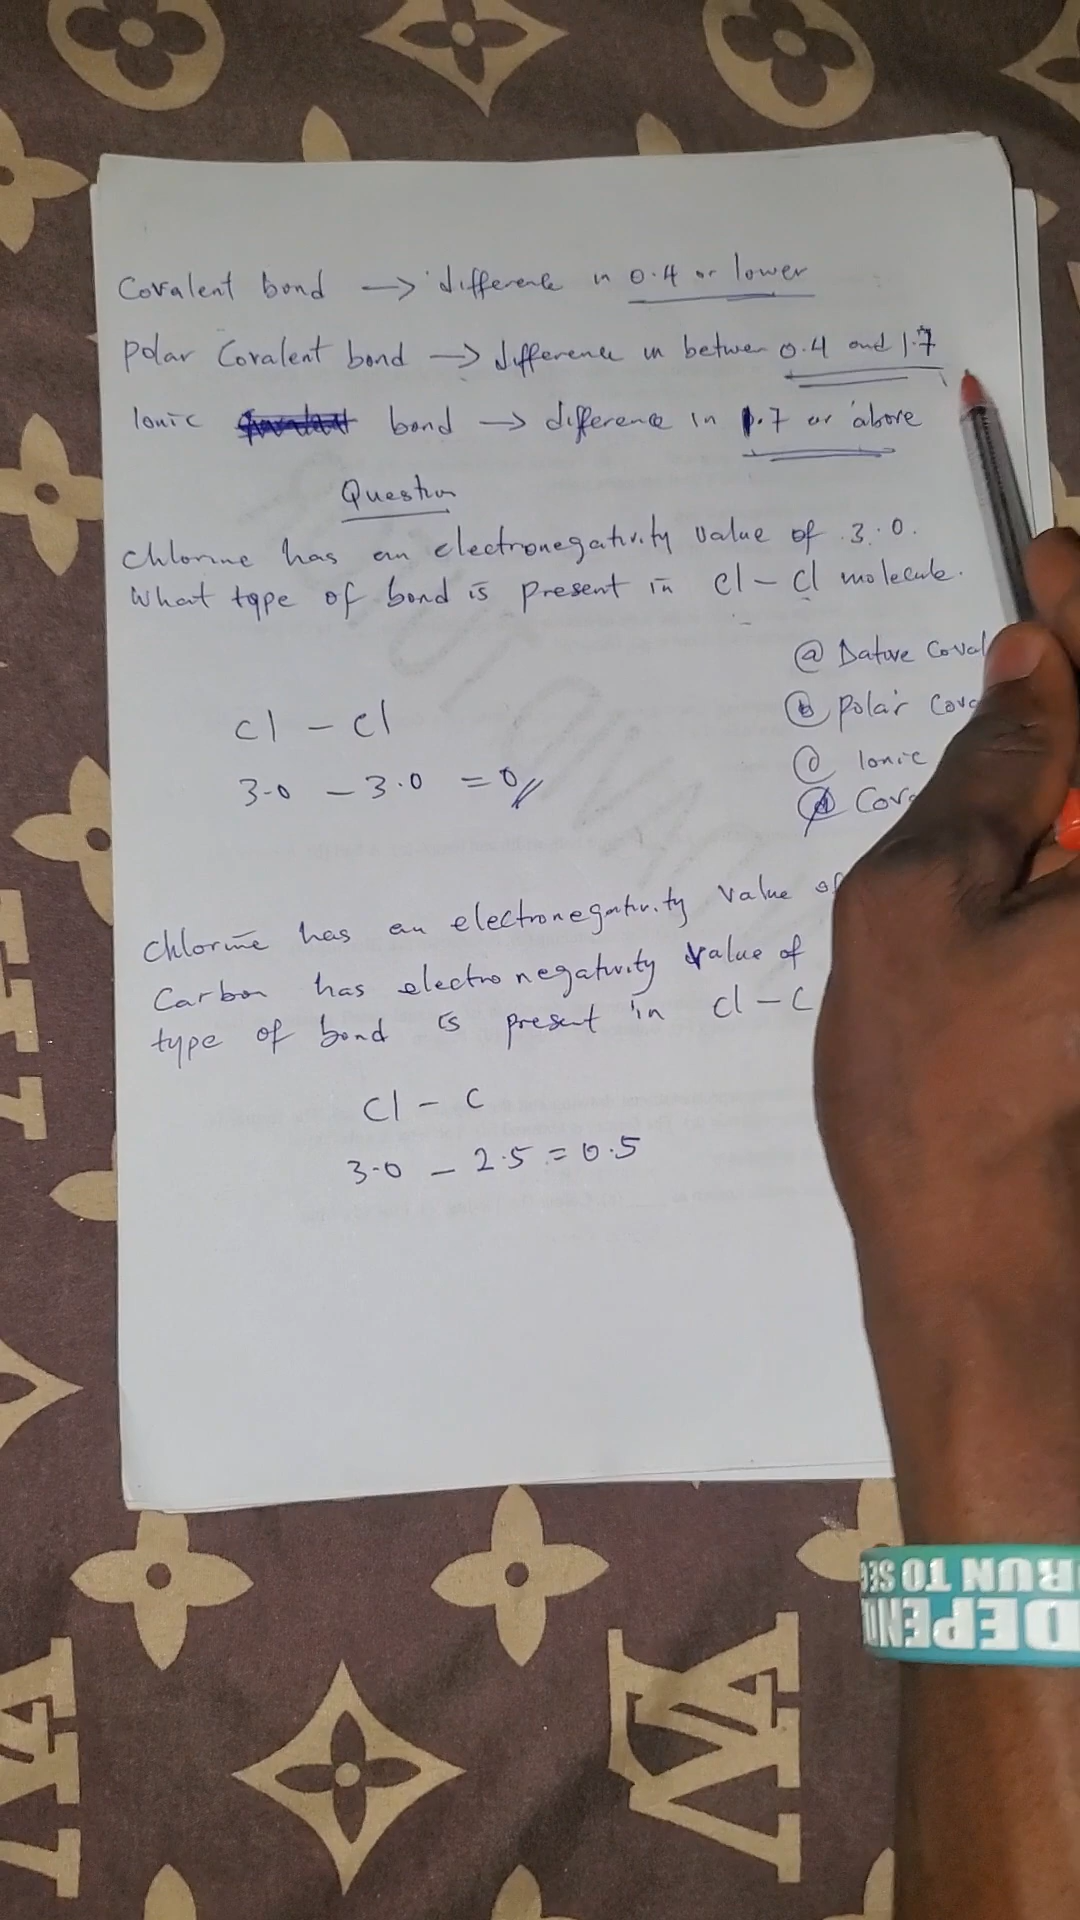 Covalent bond → difference in 0.4 or lower
Polar Covalent bond → difference in between 0.4 and 1.7
Ionic bond → difference in 1.7 or above
Question
Chlorine has an electronegativity value of 3.0.
What type of bond is present in Cl - Cl molecule.
(a) Dative Coval
(b) Polar Cova
(c) Ionic
(d) Cova
Cl - Cl
3.0 - 3.0 = 0//
Chlorine has an electronegativity value of
Carbon has electronegativity value of
type of bond is present in Cl - C
Cl - C
3.0 - 2.5 = 0.5
RUN TO SEC
DEPEND